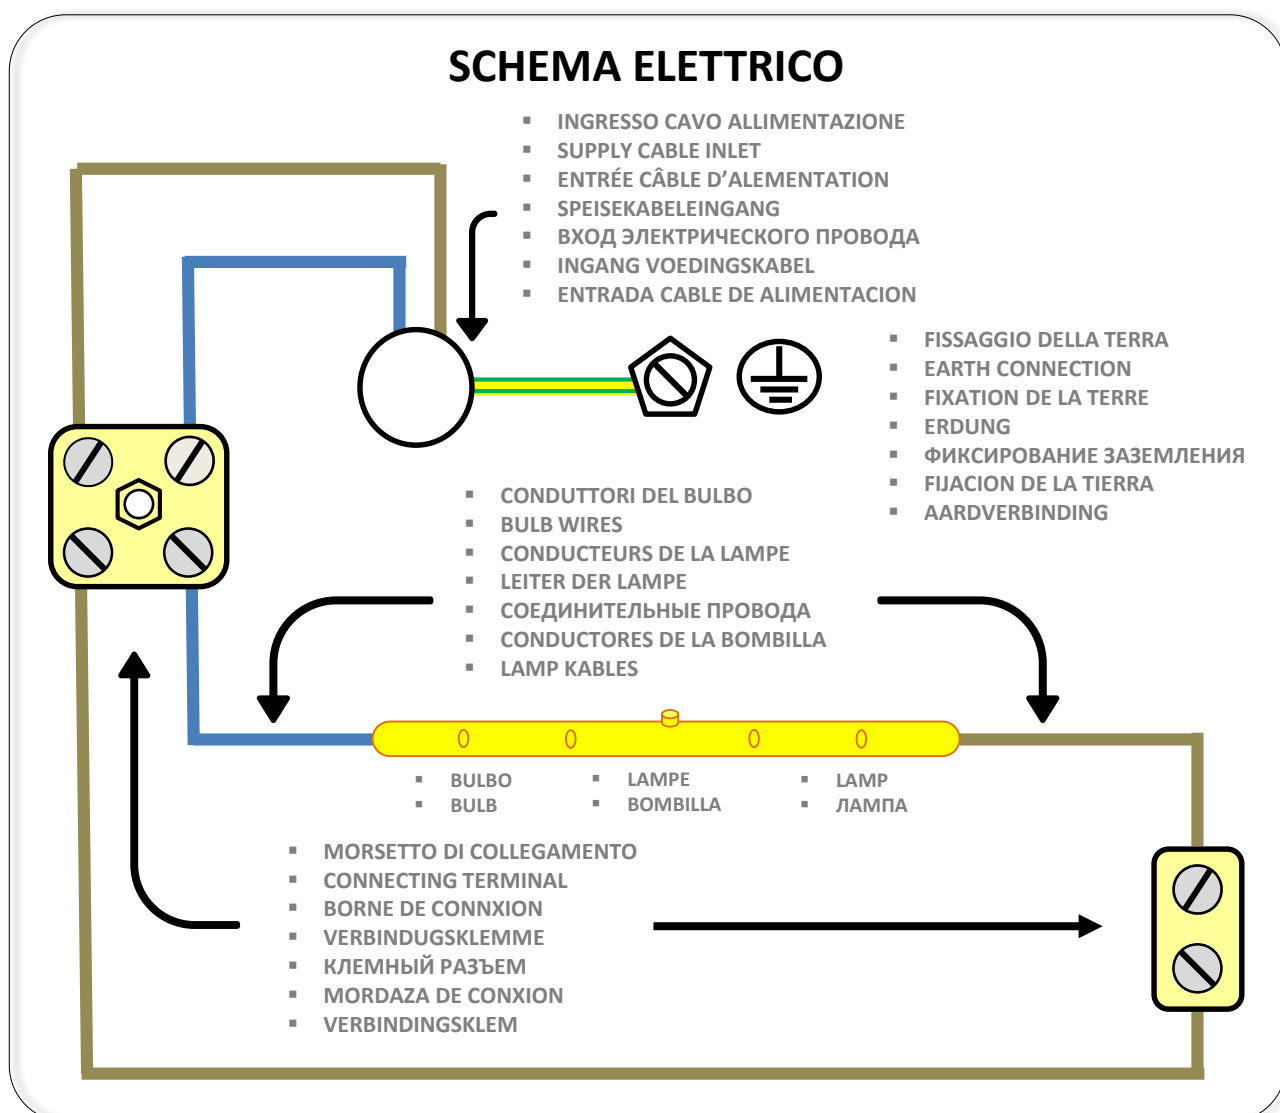 SCHEMA ELETTRICO
▪ INGRESSO CAVO ALLIMENTAZIONE
▪ SUPPLY CABLE INLET
▪ ENTRÉE CÂBLE D’ALEMENTATION
▪ SPEISEKABELEINGANG
▪ ВХОД ЭЛЕКТРИЧЕСКОГО ПРОВОДА
▪ INGANG VOEDINGSKABEL
▪ ENTRADA CABLE DE ALIMENTACION
▪ FISSAGGIO DELLA TERRA
▪ EARTH CONNECTION
▪ FIXATION DE LA TERRE
▪ ERDUNG
▪ ФИКСИРОВАНИЕ ЗАЗЕМЛЕНИЯ
▪ FIJACION DE LA TIERRA
▪ AARDVERBINDING
▪ CONDUTTORI DEL BULBO
▪ BULB WIRES
▪ CONDUCTEURS DE LA LAMPE
▪ LEITER DER LAMPE
▪ СОЕДИНИТЕЛЬНЫЕ ПРОВОДА
▪ CONDUCTORES DE LA BOMBILLA
▪ LAMP KABLES
▪ BULBO
▪ BULB
▪ LAMPE
▪ BOMBILLA
▪ LAMP
▪ ЛАМПА
▪ MORSETTO DI COLLEGAMENTO
▪ CONNECTING TERMINAL
▪ BORNE DE CONNXION
▪ VERBINDUGSKLEMME
▪ КЛЕМНЫЙ РАЗЪЕМ
▪ MORDAZA DE CONXION
▪ VERBINDINGSKLEM